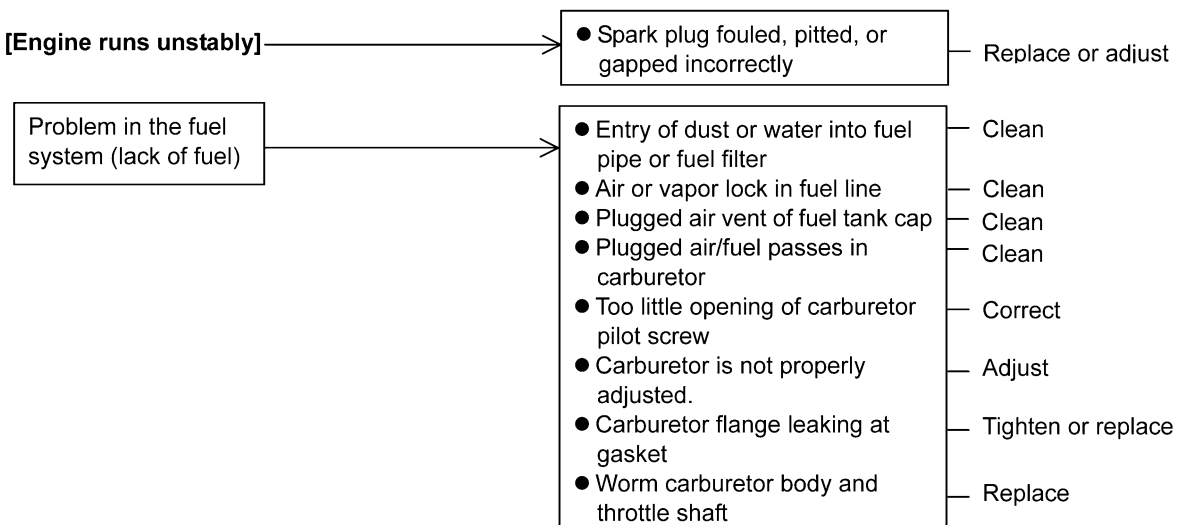 [Engine runs unstably]
● Spark plug fouled, pitted, or
gapped incorrectly
Replace or adjust
Problem in the fuel
system (lack of fuel)
● Entry of dust or water into fuel
pipe or fuel filter
Clean
● Air or vapor lock in fuel line
Clean
● Plugged air vent of fuel tank cap
Clean
● Plugged air/fuel passes in
carburetor
Clean
● Too little opening of carburetor
pilot screw
Correct
● Carburetor is not properly
adjusted.
Adjust
● Carburetor flange leaking at
gasket
Tighten or replace
● Worm carburetor body and
throttle shaft
Replace